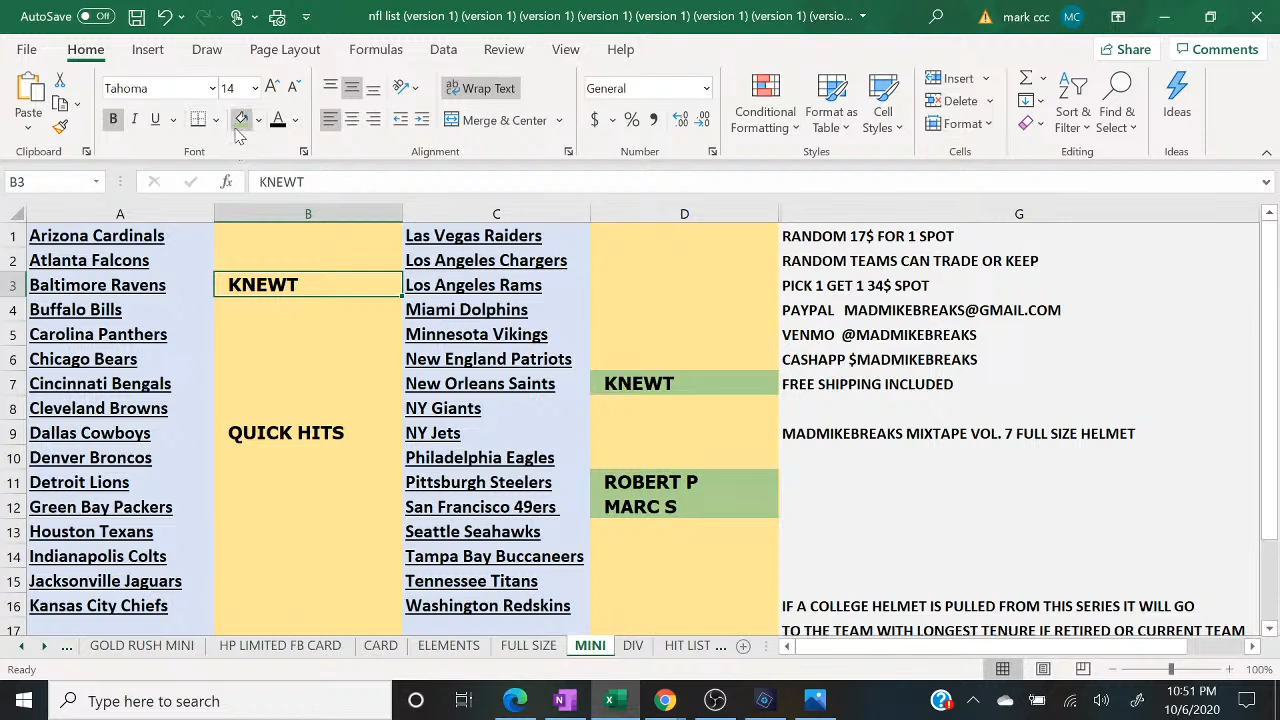 AutoSave Off
nfl list (version 1) (version 1) (version 1) (version 1) (version 1) (version 1) (versio...
mark ccc MC
File Home Insert Draw Page Layout Formulas Data Review View Help
Share Comments
Paste
Tahoma 14
B I U
Wrap Text
Merge & Center
General
$ % 9
Conditional Formatting
Format as Table
Cell Styles
Insert
Delete
Format
Sort & Filter
Find & Select
Ideas
Clipboard Font Alignment Number Styles Cells Editing Ideas
B3 fx KNEWT
A B C D G
1 Arizona Cardinals Las Vegas Raiders RANDOM 17$ FOR 1 SPOT
2 Atlanta Falcons Los Angeles Chargers RANDOM TEAMS CAN TRADE OR KEEP
3 Baltimore Ravens KNEWT Los Angeles Rams PICK 1 GET 1 34$ SPOT
4 Buffalo Bills Miami Dolphins PAYPAL MADMIKEBREAKS@GMAIL.COM
5 Carolina Panthers Minnesota Vikings VENMO @MADMIKEBREAKS
6 Chicago Bears New England Patriots CASHAPP $MADMIKEBREAKS
7 Cincinnati Bengals New Orleans Saints KNEWT FREE SHIPPING INCLUDED
8 Cleveland Browns NY Giants
9 Dallas Cowboys QUICK HITS NY Jets MADMIKEBREAKS MIXTAPE VOL. 7 FULL SIZE HELMET
10 Denver Broncos Philadelphia Eagles
11 Detroit Lions Pittsburgh Steelers ROBERT P
12 Green Bay Packers San Francisco 49ers MARC S
13 Houston Texans Seattle Seahawks
14 Indianapolis Colts Tampa Bay Buccaneers
15 Jacksonville Jaguars Tennessee Titans
16 Kansas City Chiefs Washington Redskins IF A COLLEGE HELMET IS PULLED FROM THIS SERIES IT WILL GO
17 TO THE TEAM WITH LONGEST TENURE IF RETIRED OR CURRENT TEAM
... GOLD RUSH MINI HP LIMITED FB CARD CARD ELEMENTS FULL SIZE MINI DIV HIT LIST ...
Ready 100%
Type here to search
10:51 PM
10/6/2020